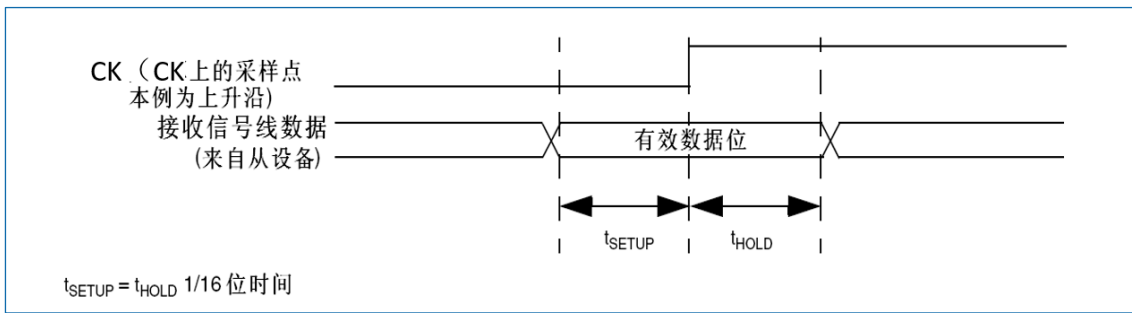 CK（CK上的采样点
本例为上升沿)
接收信号线数据
(来自从设备)
有效数据位
tSETUP
tHOLD
tSETUP = tHOLD 1/16 位时间